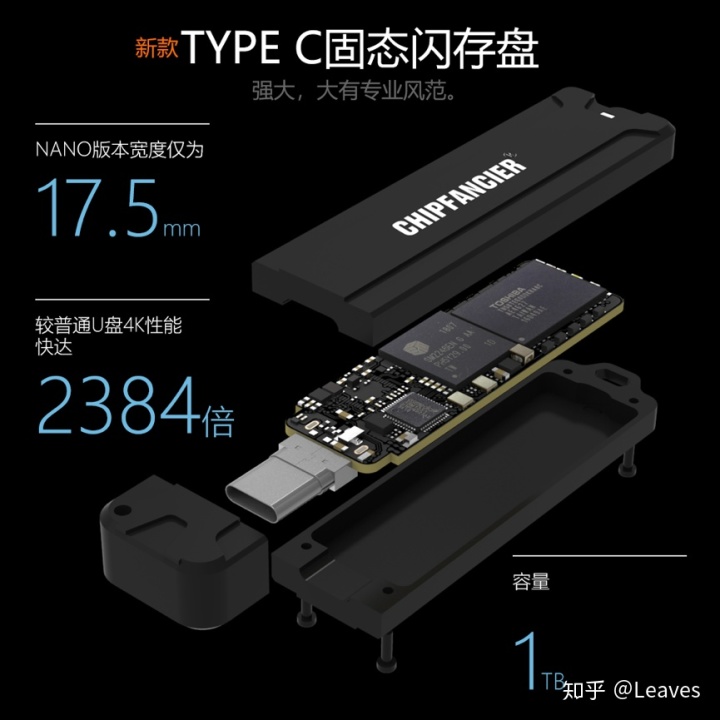 新款TYPE C固态闪存盘
强大，大有专业风范。
NANO版本宽度仅为
17.5mm
较普通U盘4K性能
快达
2384倍
CHIPFANCIER
TOSHIBA
TAIWAN
容量
1TB
知乎 @Leaves